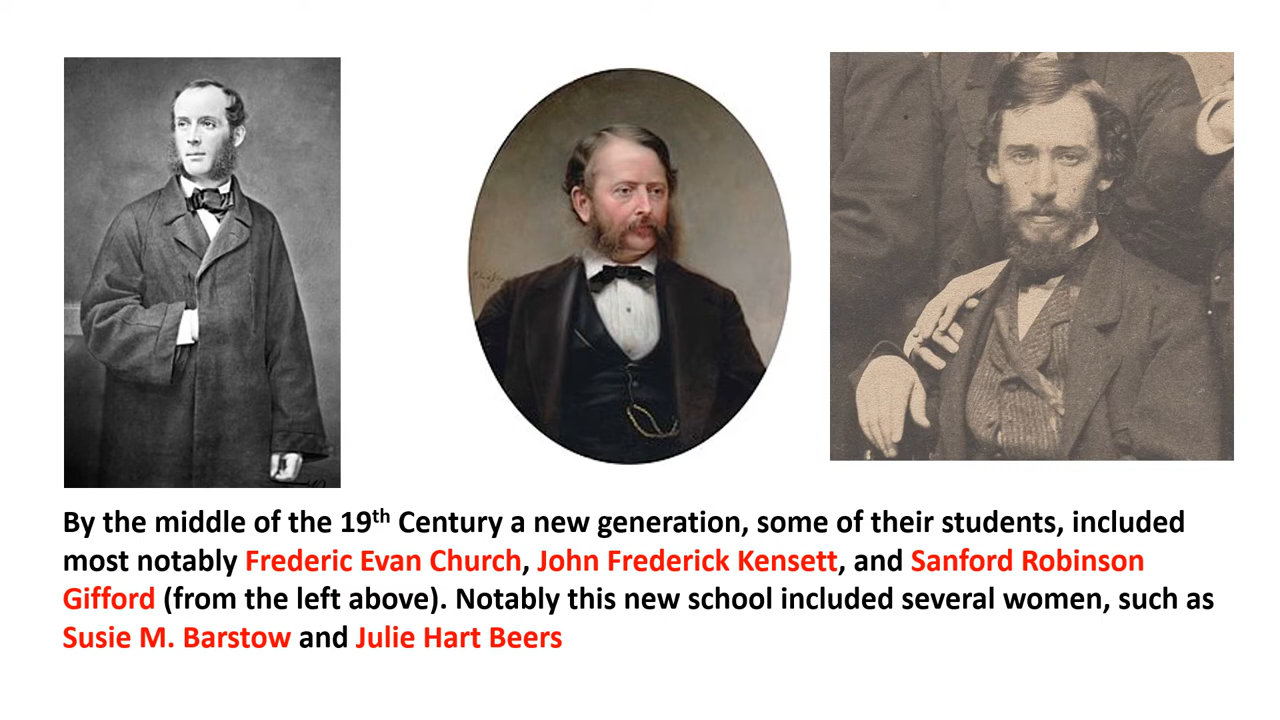 By the middle of the 19th Century a new generation, some of their students, included
most notably Frederic Evan Church, John Frederick Kensett, and Sanford Robinson
Gifford (from the left above). Notably this new school included several women, such as
Susie M. Barstow and Julie Hart Beers